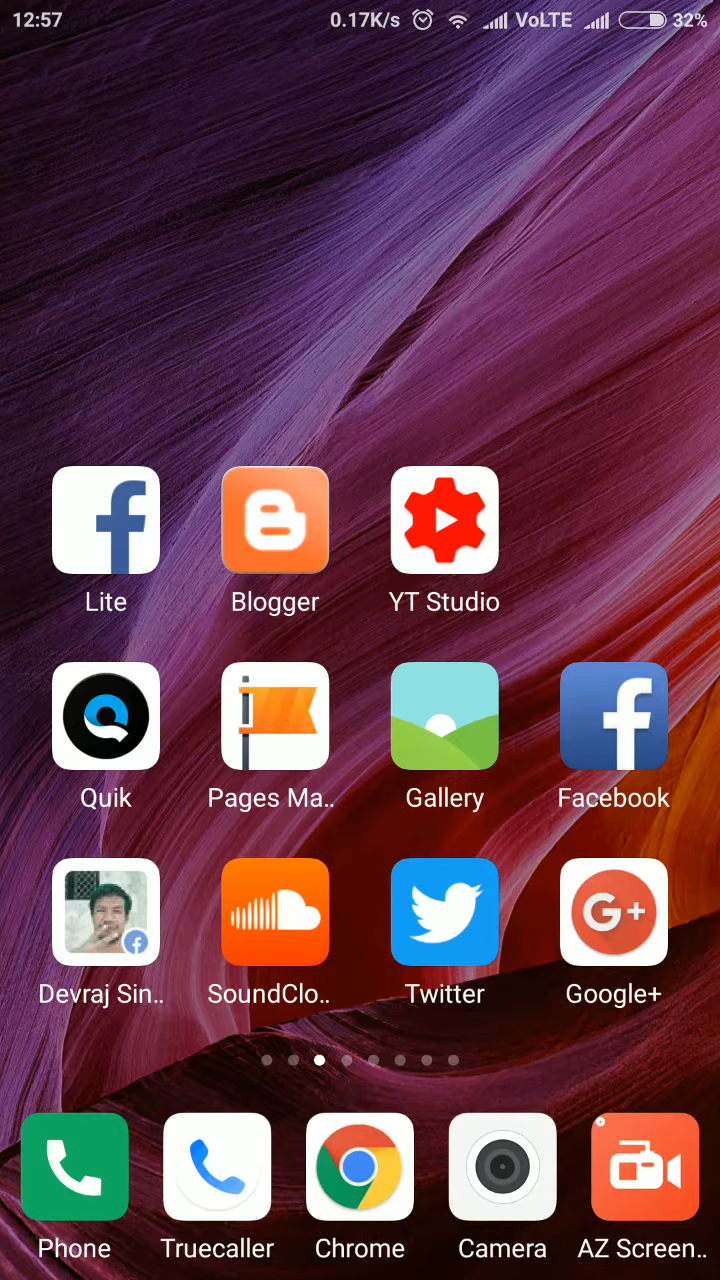 12:57 0.17K/s VoLTE 32%
Lite Blogger YT Studio
Quik Pages Ma.. Gallery Facebook
Devraj Sin.. SoundClo.. Twitter Google+
Phone Truecaller Chrome Camera AZ Screen..